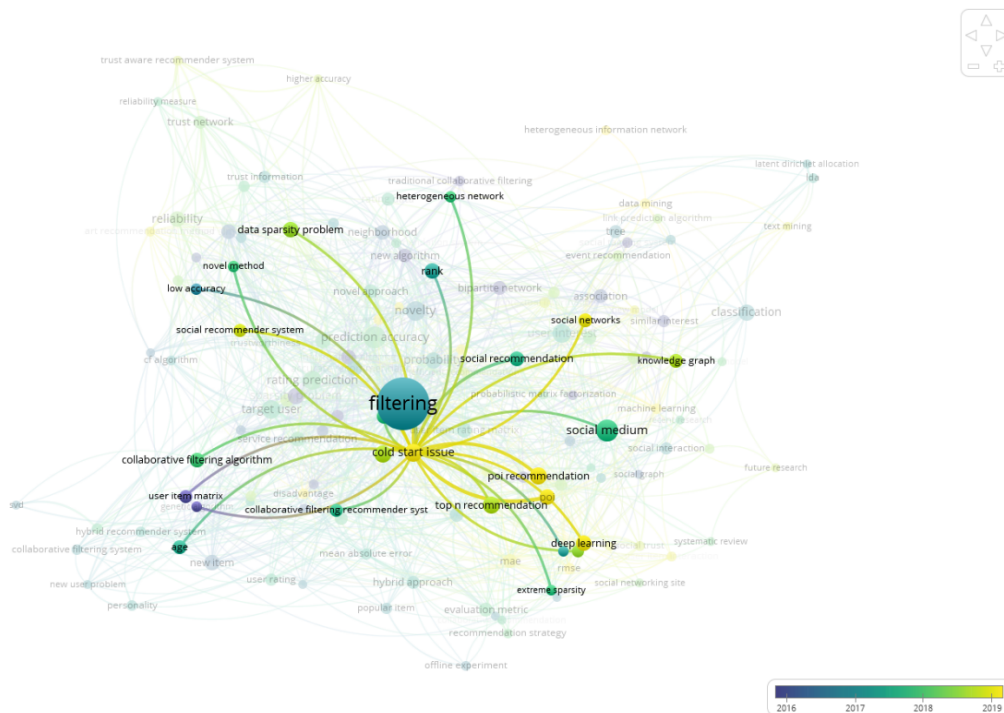 trust aware recommender system
higher accuracy
reliability measure
trust network
heterogeneous information network
latent dirichlet allocation
lda
trust information
traditional collaborative filtering
heterogeneous network
data mining
reliability
link prediction algorithm
text mining
data sparsity problem
neighborhood
tree
event recommendation
new algorithm
novel method
rank
low accuracy
novel approach
bipartite network
association
novelty
classification
social networks
similar interest
social recommender system
trustworthiness
prediction accuracy
cf algorithm
probability
social recommendation
knowledge graph
rating prediction
probabilistic matrix factorization
filtering
target user
machine learning
social medium
service recommendation
cold start issue
social interaction
collaborative filtering algorithm
future research
poi recommendation
social graph
user item matrix
disadvantage
poi
svd
collaborative filtering recommender syst
top n recommendation
hybrid recommender system
deep learning
social trust
systematic review
collaborative filtering system
age
mean absolute error
new item
mae
rmse
new user problem
user rating
hybrid approach
extreme sparsity
social networking site
personality
popular item
evaluation metric
recommendation strategy
offline experiment
2016
2017
2018
2019